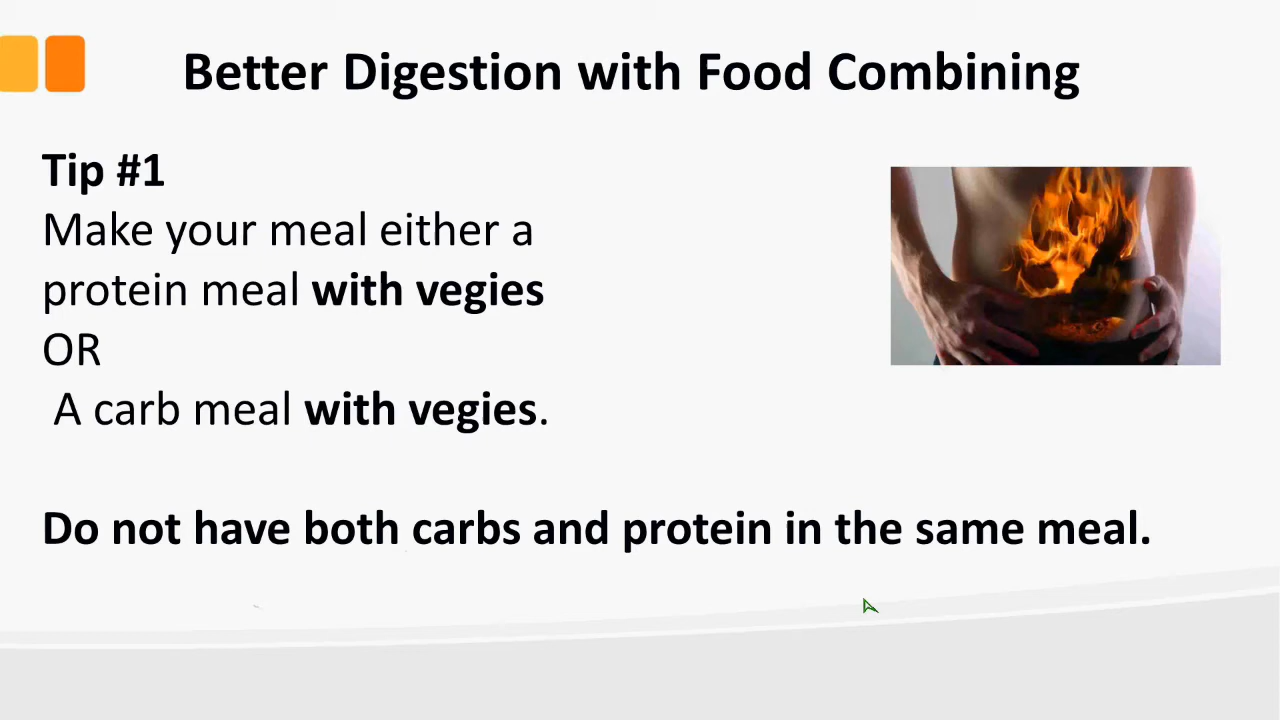 Better Digestion with Food Combining
Tip #1
Make your meal either a
protein meal with vegies
OR
A carb meal with vegies.
Do not have both carbs and protein in the same meal.